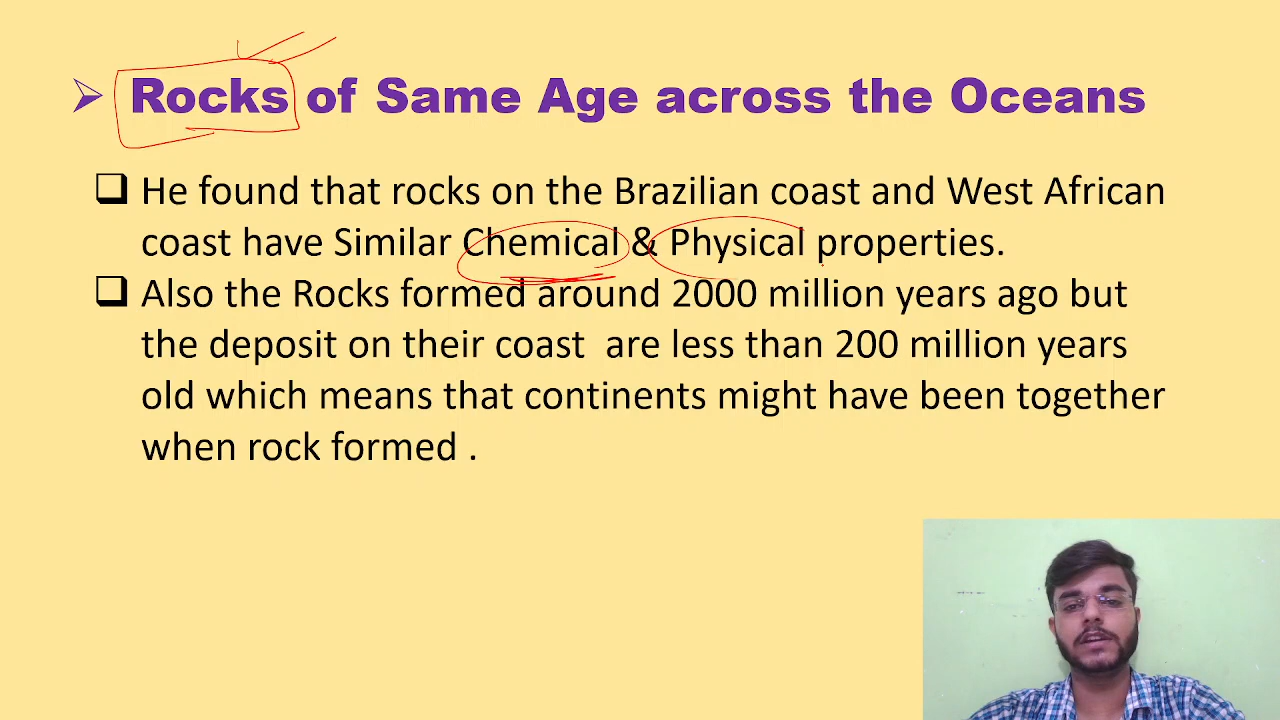 Rocks of Same Age across the Oceans
He found that rocks on the Brazilian coast and West African
coast have Similar Chemical & Physical properties.
Also the Rocks formed around 2000 million years ago but
the deposit on their coast are less than 200 million years
old which means that continents might have been together
when rock formed .